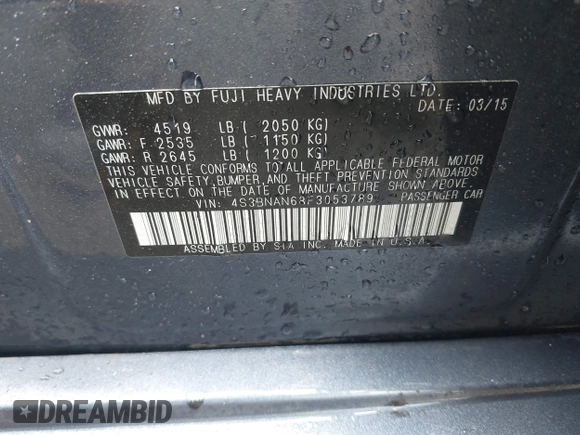 MFD BY FUJI HEAVY INDUSTRIES LTD.
DATE: 03/15
GVWR: 4519 LB ( 2050 KG)
GAWR: F 2535 LB ( 1150 KG)
GAWR: R 2645 LB ( 1200 KG)
THIS VEHICLE CONFORMS TO ALL APPLICABLE FEDERAL MOTOR
VEHICLE SAFETY, BUMPER, AND THEFT PREVENTION STANDARDS
IN EFFECT ON THE DATE OF MANUFACTURE SHOWN ABOVE.
VIN: 4S3BNAN68F3053789 PASSENGER CAR
ASSEMBLED BY SIA INC. MADE IN U.S.A.
DREAMBID